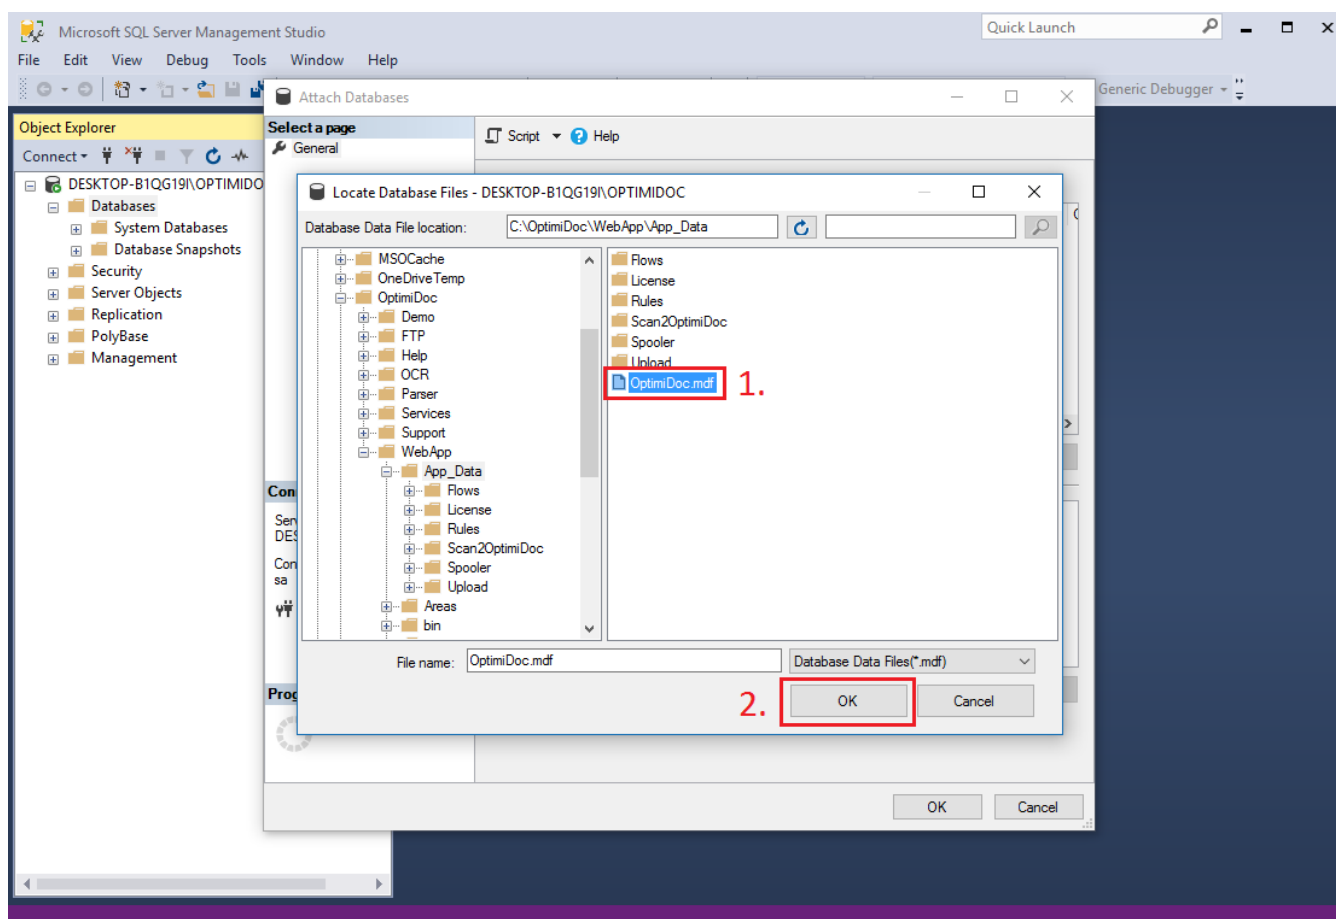 Microsoft SQL Server Management Studio
Quick Launch
File Edit View Debug Tools Window Help
Generic Debugger
Attach Databases
Object Explorer
Connect
DESKTOP-B1QG19I\OPTIMIDO
Databases
System Databases
Database Snapshots
Security
Server Objects
Replication
PolyBase
Management
Select a page
General
Script Help
Locate Database Files - DESKTOP-B1QG19I\OPTIMIDOC
Database Data File location: C:\OptimiDoc\WebApp\App_Data
MSOCache
OneDriveTemp
OptimiDoc
Demo
FTP
Help
OCR
Parser
Services
Support
WebApp
App_Data
Flows
License
Rules
Scan2OptimiDoc
Spooler
Upload
Areas
bin
Flows
License
Rules
Scan2OptimiDoc
Spooler
Upload
OptimiDoc.mdf
1.
File name: OptimiDoc.mdf
Database Data Files(*.mdf)
2.
OK Cancel
Con
Ser
DES
Con
sa
Prog
OK Cancel